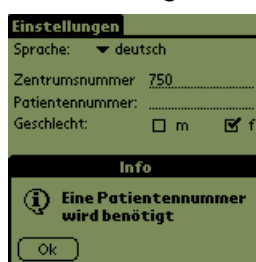 Einstellungen
Sprache: deutsch
Zentrumsnummer 750
Patientennummer:
Geschlecht: m f
Info
Eine Patientennummer
wird benötigt
Ok